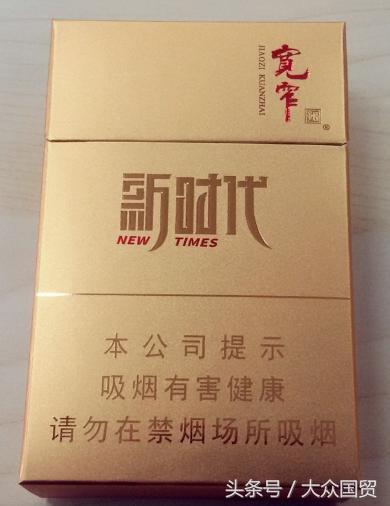 宽窄
JIAOZI KUANZHAI
®
新时代
NEW TIMES
本公司提示
吸烟有害健康
请勿在禁烟场所吸烟
头条号 / 大众国贸